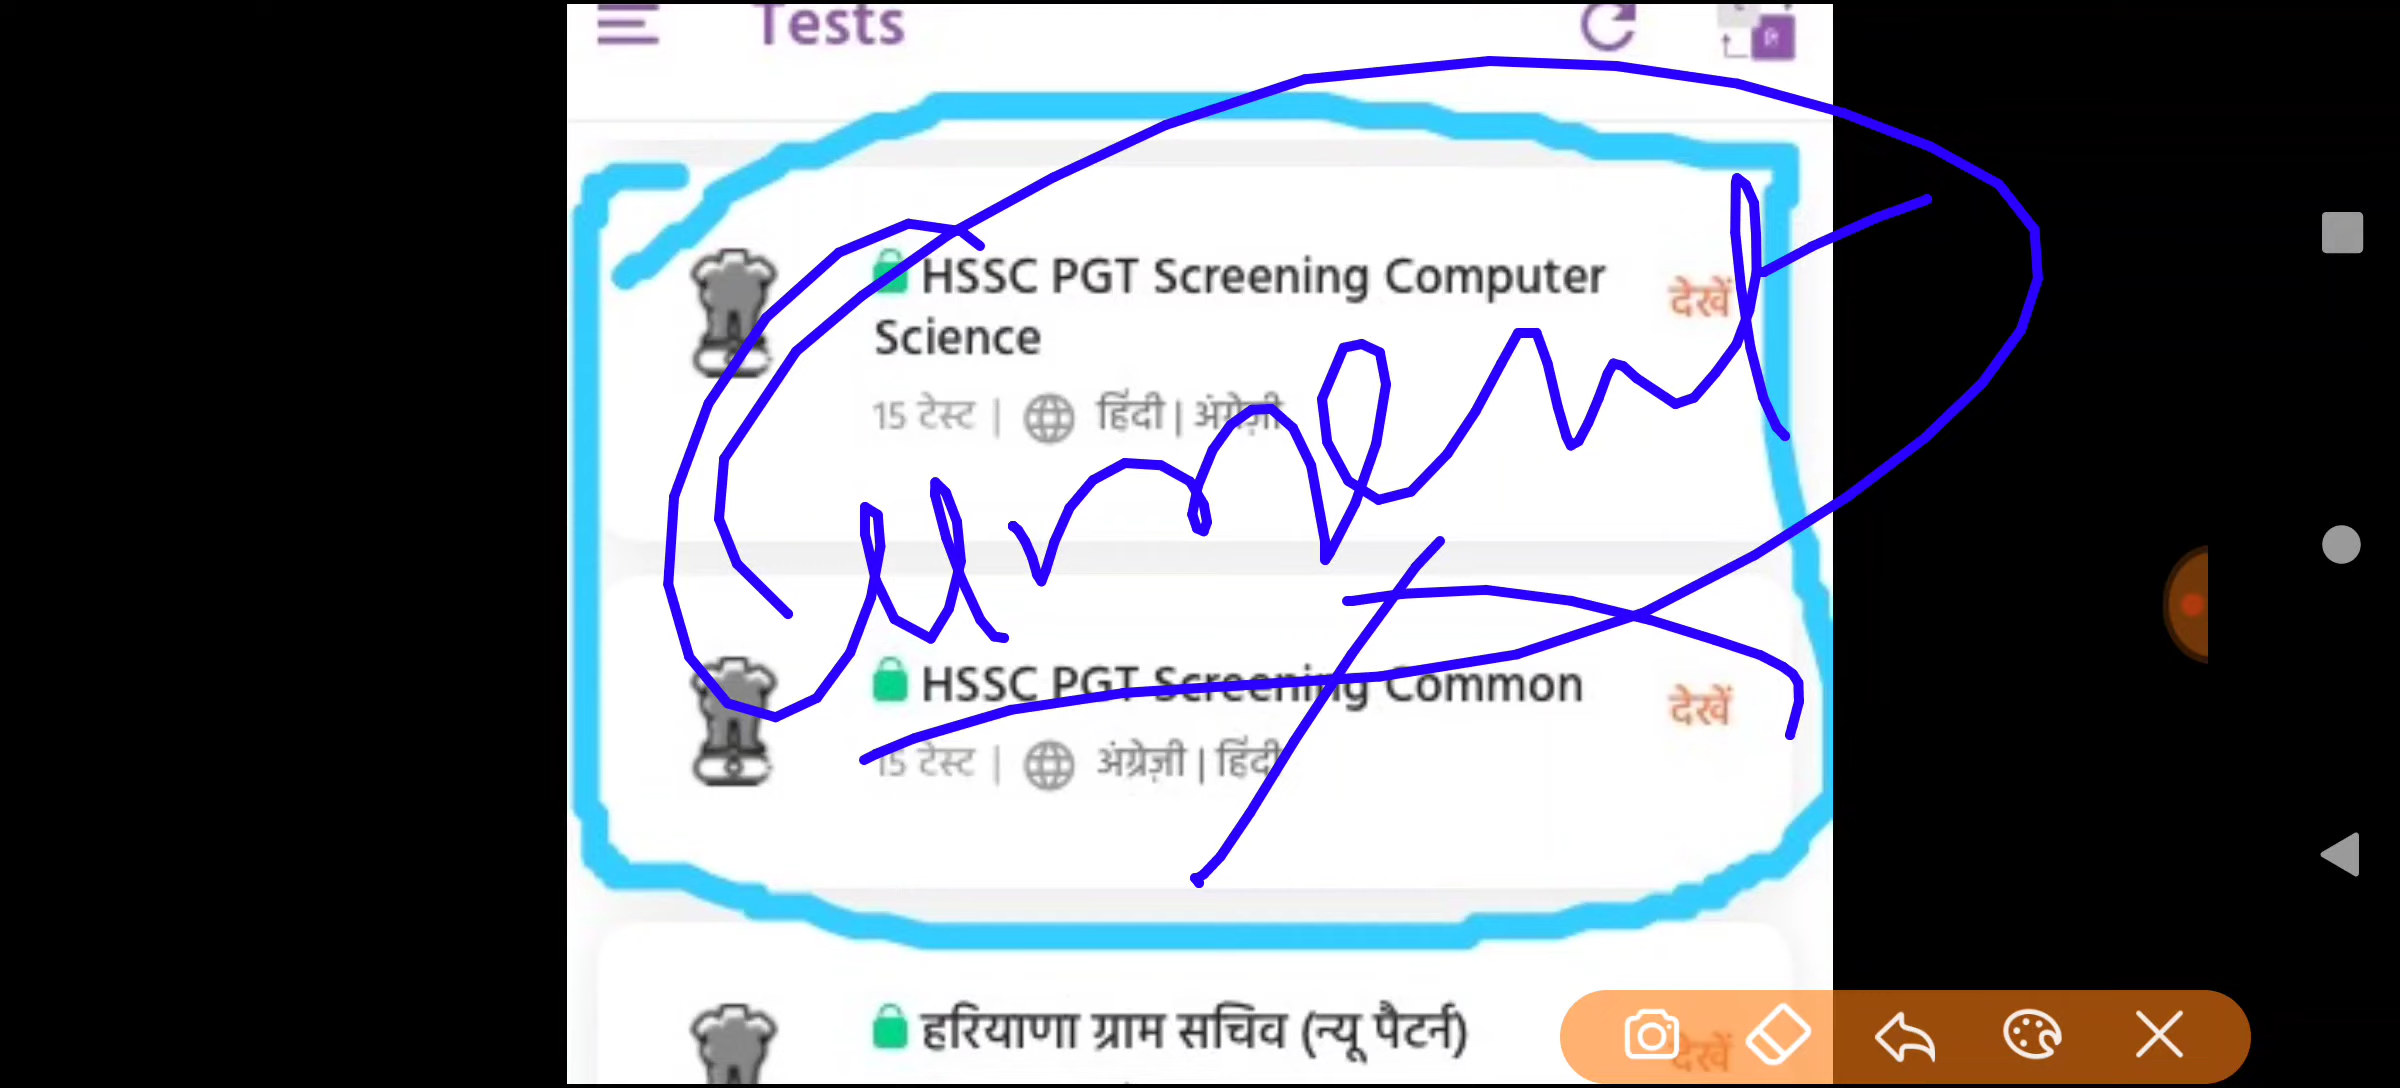 Tests
HSSC PGT Screening Computer
Science
देखें
15 टेस्ट | हिंदी | अंग्रेज़ी
Current
HSSC PGT Screening Common
देखें
15 टेस्ट | अंग्रेज़ी | हिंदी
हरियाणा ग्राम सचिव (न्यू पैटर्न)
देखें